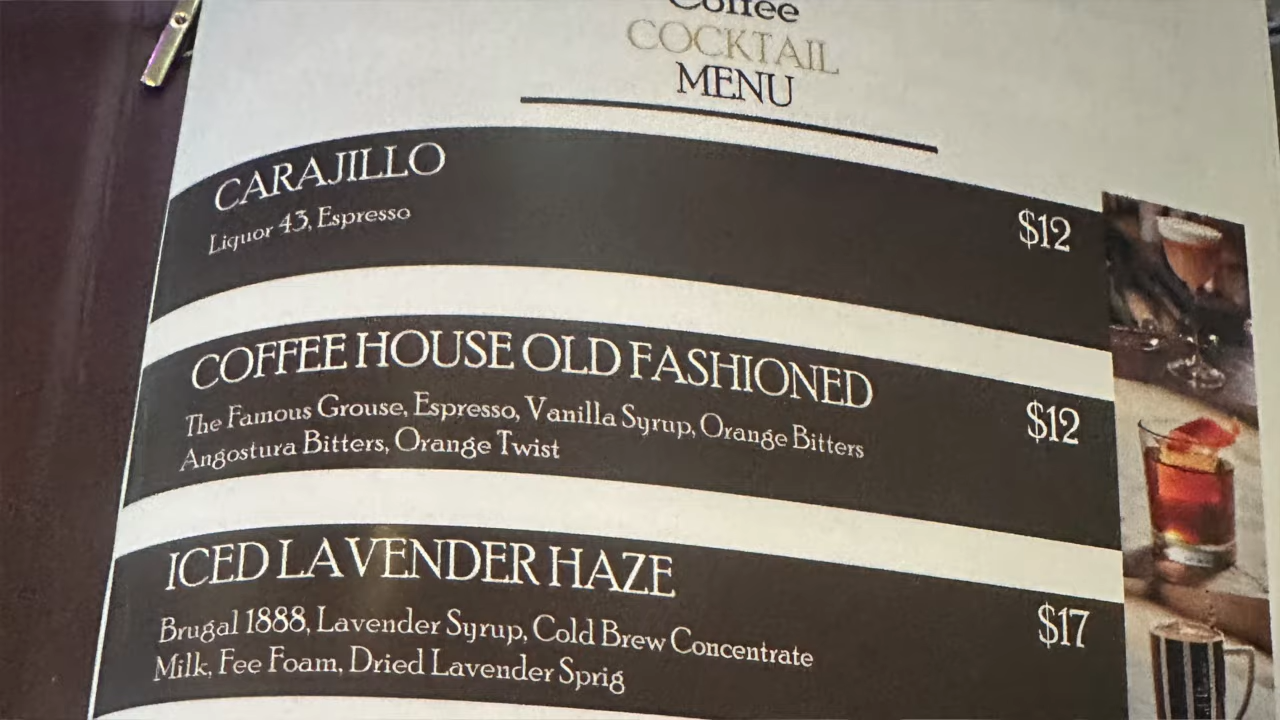 Coffee
COCKTAIL
MENU
CARAJILLO
Liquor 43, Espresso
$12
COFFEE HOUSE OLD FASHIONED
The Famous Grouse, Espresso, Vanilla Syrup, Orange Bitters
Angostura Bitters, Orange Twist
$12
ICED LAVENDER HAZE
Brugal 1888, Lavender Syrup, Cold Brew Concentrate
Milk, Fee Foam, Dried Lavender Sprig
$17